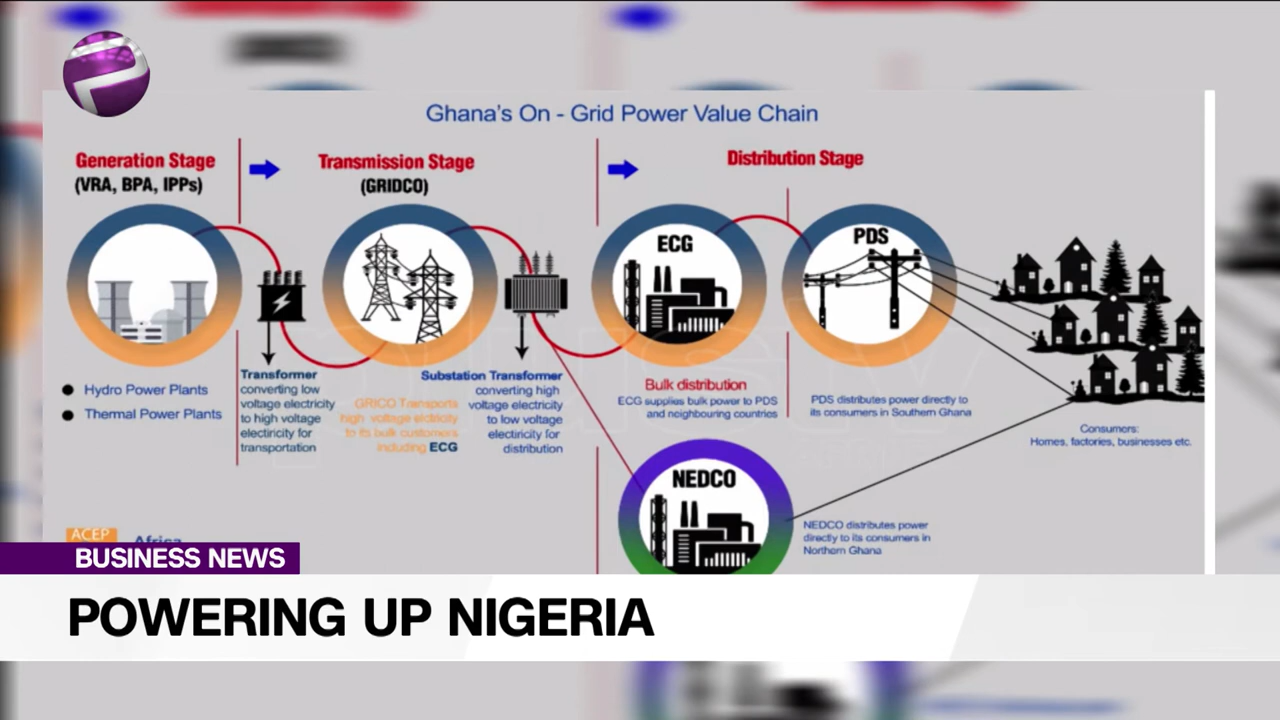 Ghana's On - Grid Power Value Chain
Generation Stage
(VRA, BPA, IPPs)
Transmission Stage
(GRIDCO)
Distribution Stage
ECG
PDS
Hydro Power Plants
Thermal Power Plants
Transformer
converting low
voltage electricity
to high voltage
electricity for
transportation
GRICO Transports
high voltage elctricity
to its bulk customers
including ECG
Substation Transformer
converting high
voltage electricity
to low voltage
electricity for
distribution
Bulk distribution
ECG supplies bulk power to PDS
and neighbouring countries
PDS distributes power directly to
its consumers in Southern Ghana
Consumers:
Homes, factories, businesses etc.
NEDCO
NEDCO distributes power
directly to its consumers in
Northern Ghana
ACEP
Africa
BUSINESS NEWS
POWERING UP NIGERIA